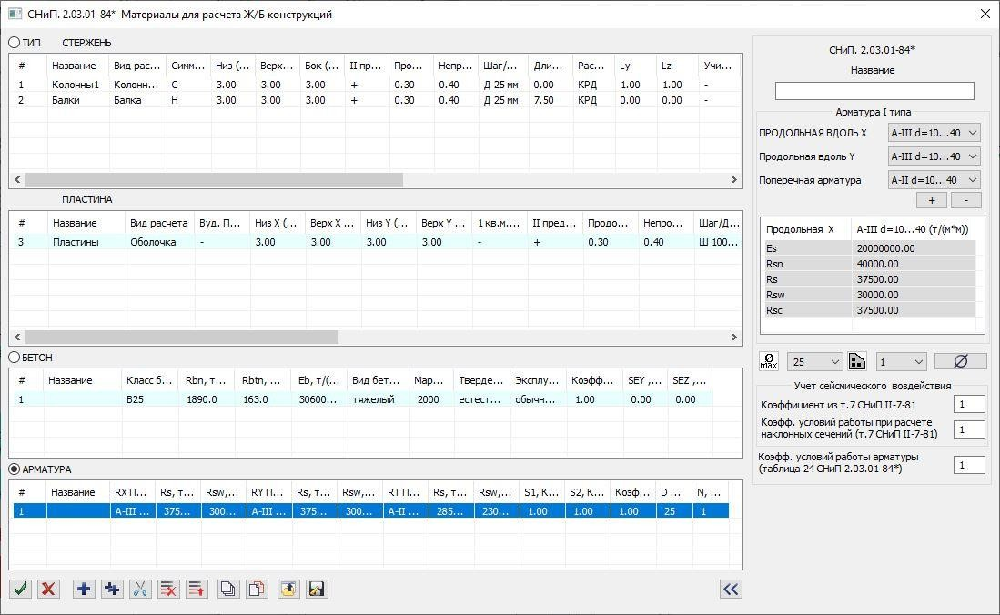 СНиП. 2.03.01-84* Материалы для расчета Ж/Б конструкций
ТИП СТЕРЖЕНЬ
# Название Вид рас... Симм... Низ (... Верх... Бок (... II пр... Про... Непр... Шаг/... Дли... Рас... Ly Lz Учи...
1 Колонны1 Колонн... С 3.00 3.00 3.00 + 0.30 0.40 Д 25 мм 0.00 КРД 1.00 1.00 -
2 Балки Балка Н 3.00 3.00 3.00 + 0.30 0.40 Д 25 мм 7.50 КРД 0.00 0.00 -
ПЛАСТИНА
# Название Вид расчета Вуд. П... Низ X (... Верх X ... Низ Y (... Верх Y ... 1 кв.м.... II пред... Продо... Непро... Шаг/Д...
3 Пластины Оболочка - 3.00 3.00 3.00 3.00 - + 0.30 0.40 Ш 100...
БЕТОН
# Название Класс б... Rbn, т... Rbtn, ... Eb, т/(... Вид бет... Мар... Тверде... Эксплу... Коэфф... SEY ,... SEZ ,...
1 B25 1890.0 163.0 30600... тяжелый 2000 естест... обычн... 1.00 0.00 0.00
АРМАТУРА
# Название RX П... Rs, т... Rsw,... RY П... Rs, т... Rsw,... RT П... Rs, т... Rsw,... S1, К... S2, К... Коэф... D ... N, ...
1 A-III ... 375... 300... A-III ... 375... 300... A-II ... 285... 230... 1.00 1.00 1.00 25 1
СНиП. 2.03.01-84*
Название
Арматура I типа
ПРОДОЛЬНАЯ ВДОЛЬ X A-III d=10...40
Продольная вдоль Y A-III d=10...40
Поперечная арматура A-II d=10...40
+ -
Продольная X A-III d=10...40 (т/(м*м))
Es 20000000.00
Rsn 40000.00
Rs 37500.00
Rsw 30000.00
Rsc 37500.00
Ø max 25 1 Ø
Учет сейсмического воздействия
Коэффициент из т.7 СНиП II-7-81 1
Коэфф. условий работы при расчете
наклонных сечений (т.7 СНиП II-7-81) 1
Коэфф. условий работы арматуры
(таблица 24 СНиП 2.03.01-84*) 1